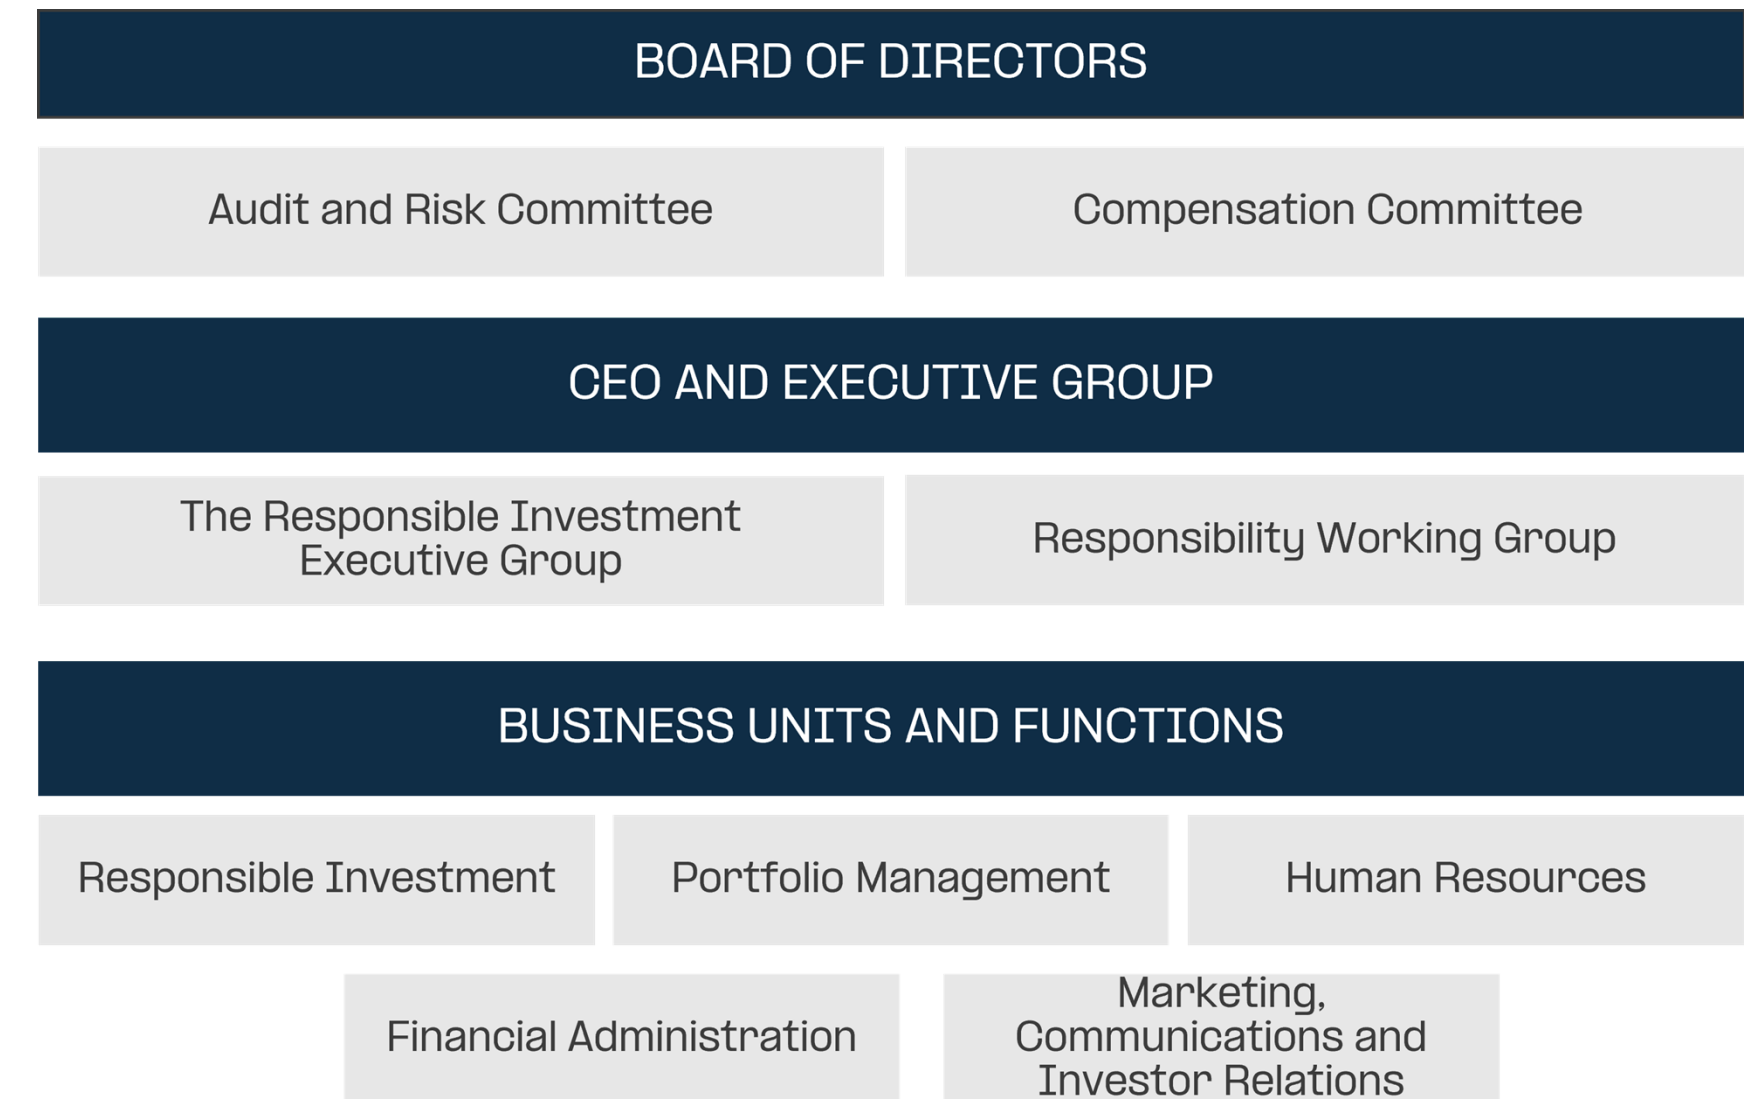 BOARD OF DIRECTORS
Audit and Risk Committee
Compensation Committee
CEO AND EXECUTIVE GROUP
The Responsible Investment
Executive Group
Responsibility Working Group
BUSINESS UNITS AND FUNCTIONS
Responsible Investment
Portfolio Management
Human Resources
Financial Administration
Marketing,
Communications and
Investor Relations